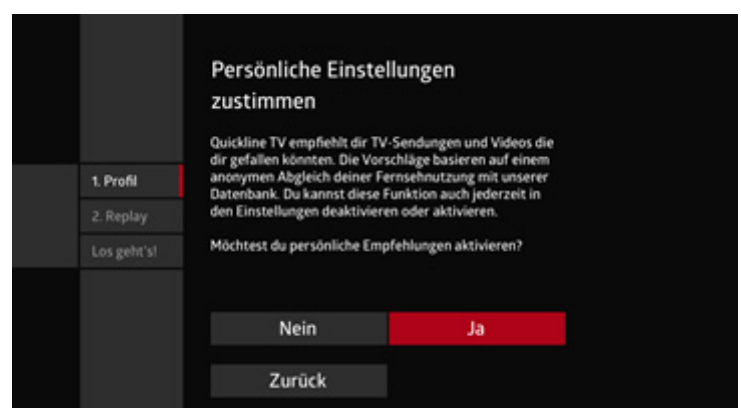 Persönliche Einstellungen
zustimmen
Quickline TV empfiehlt dir TV-Sendungen und Videos die
dir gefallen könnten. Die Vorschläge basieren auf einem
anonymen Abgleich deiner Fernsehnutzung mit unserer
Datenbank. Du kannst diese Funktion auch jederzeit in
den Einstellungen deaktivieren oder aktivieren.
Möchtest du persönliche Empfehlungen aktivieren?
1. Profil
2. Replay
Los geht's!
Nein
Ja
Zurück